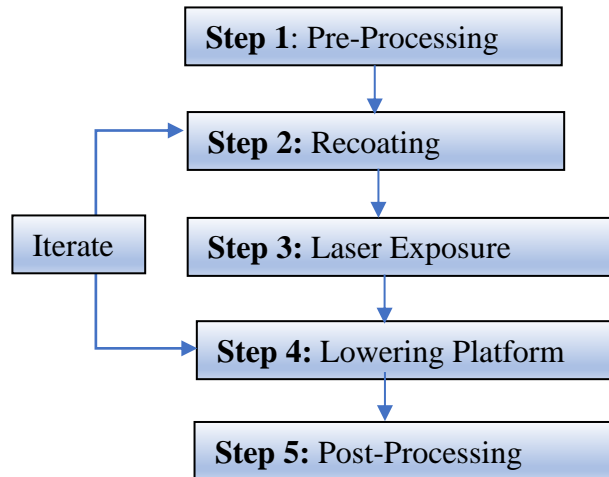 Step 1: Pre-Processing
Step 2: Recoating
Iterate
Step 3: Laser Exposure
Step 4: Lowering Platform
Step 5: Post-Processing